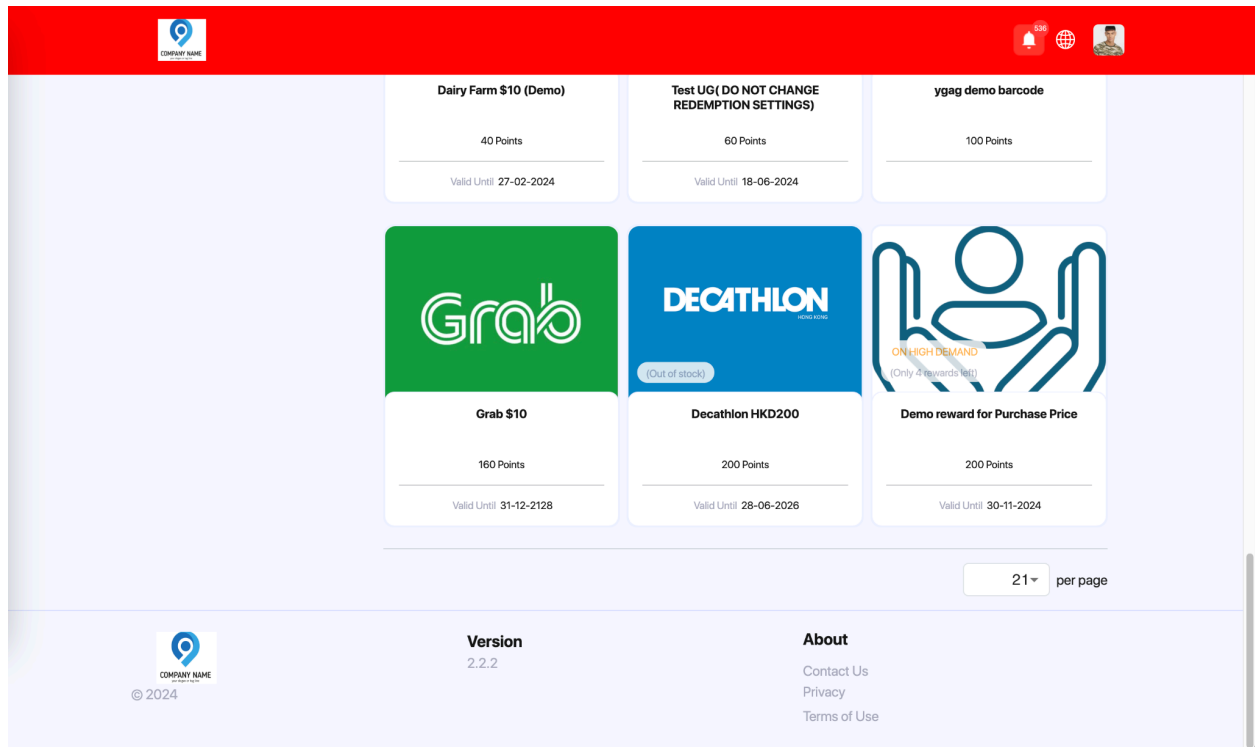 COMPANY NAME
536
Dairy Farm $10 (Demo)
40 Points
Valid Until 27-02-2024
Test UG( DO NOT CHANGE
REDEMPTION SETTINGS)
60 Points
Valid Until 18-06-2024
ygag demo barcode
100 Points
Grab
Grab $10
160 Points
Valid Until 31-12-2128
DECATHLON
HONG KONG
(Out of stock)
Decathlon HKD200
200 Points
Valid Until 28-06-2026
ON HIGH DEMAND
(Only 4 rewards left)
Demo reward for Purchase Price
200 Points
Valid Until 30-11-2024
21 per page
COMPANY NAME
© 2024
Version
2.2.2
About
Contact Us
Privacy
Terms of Use